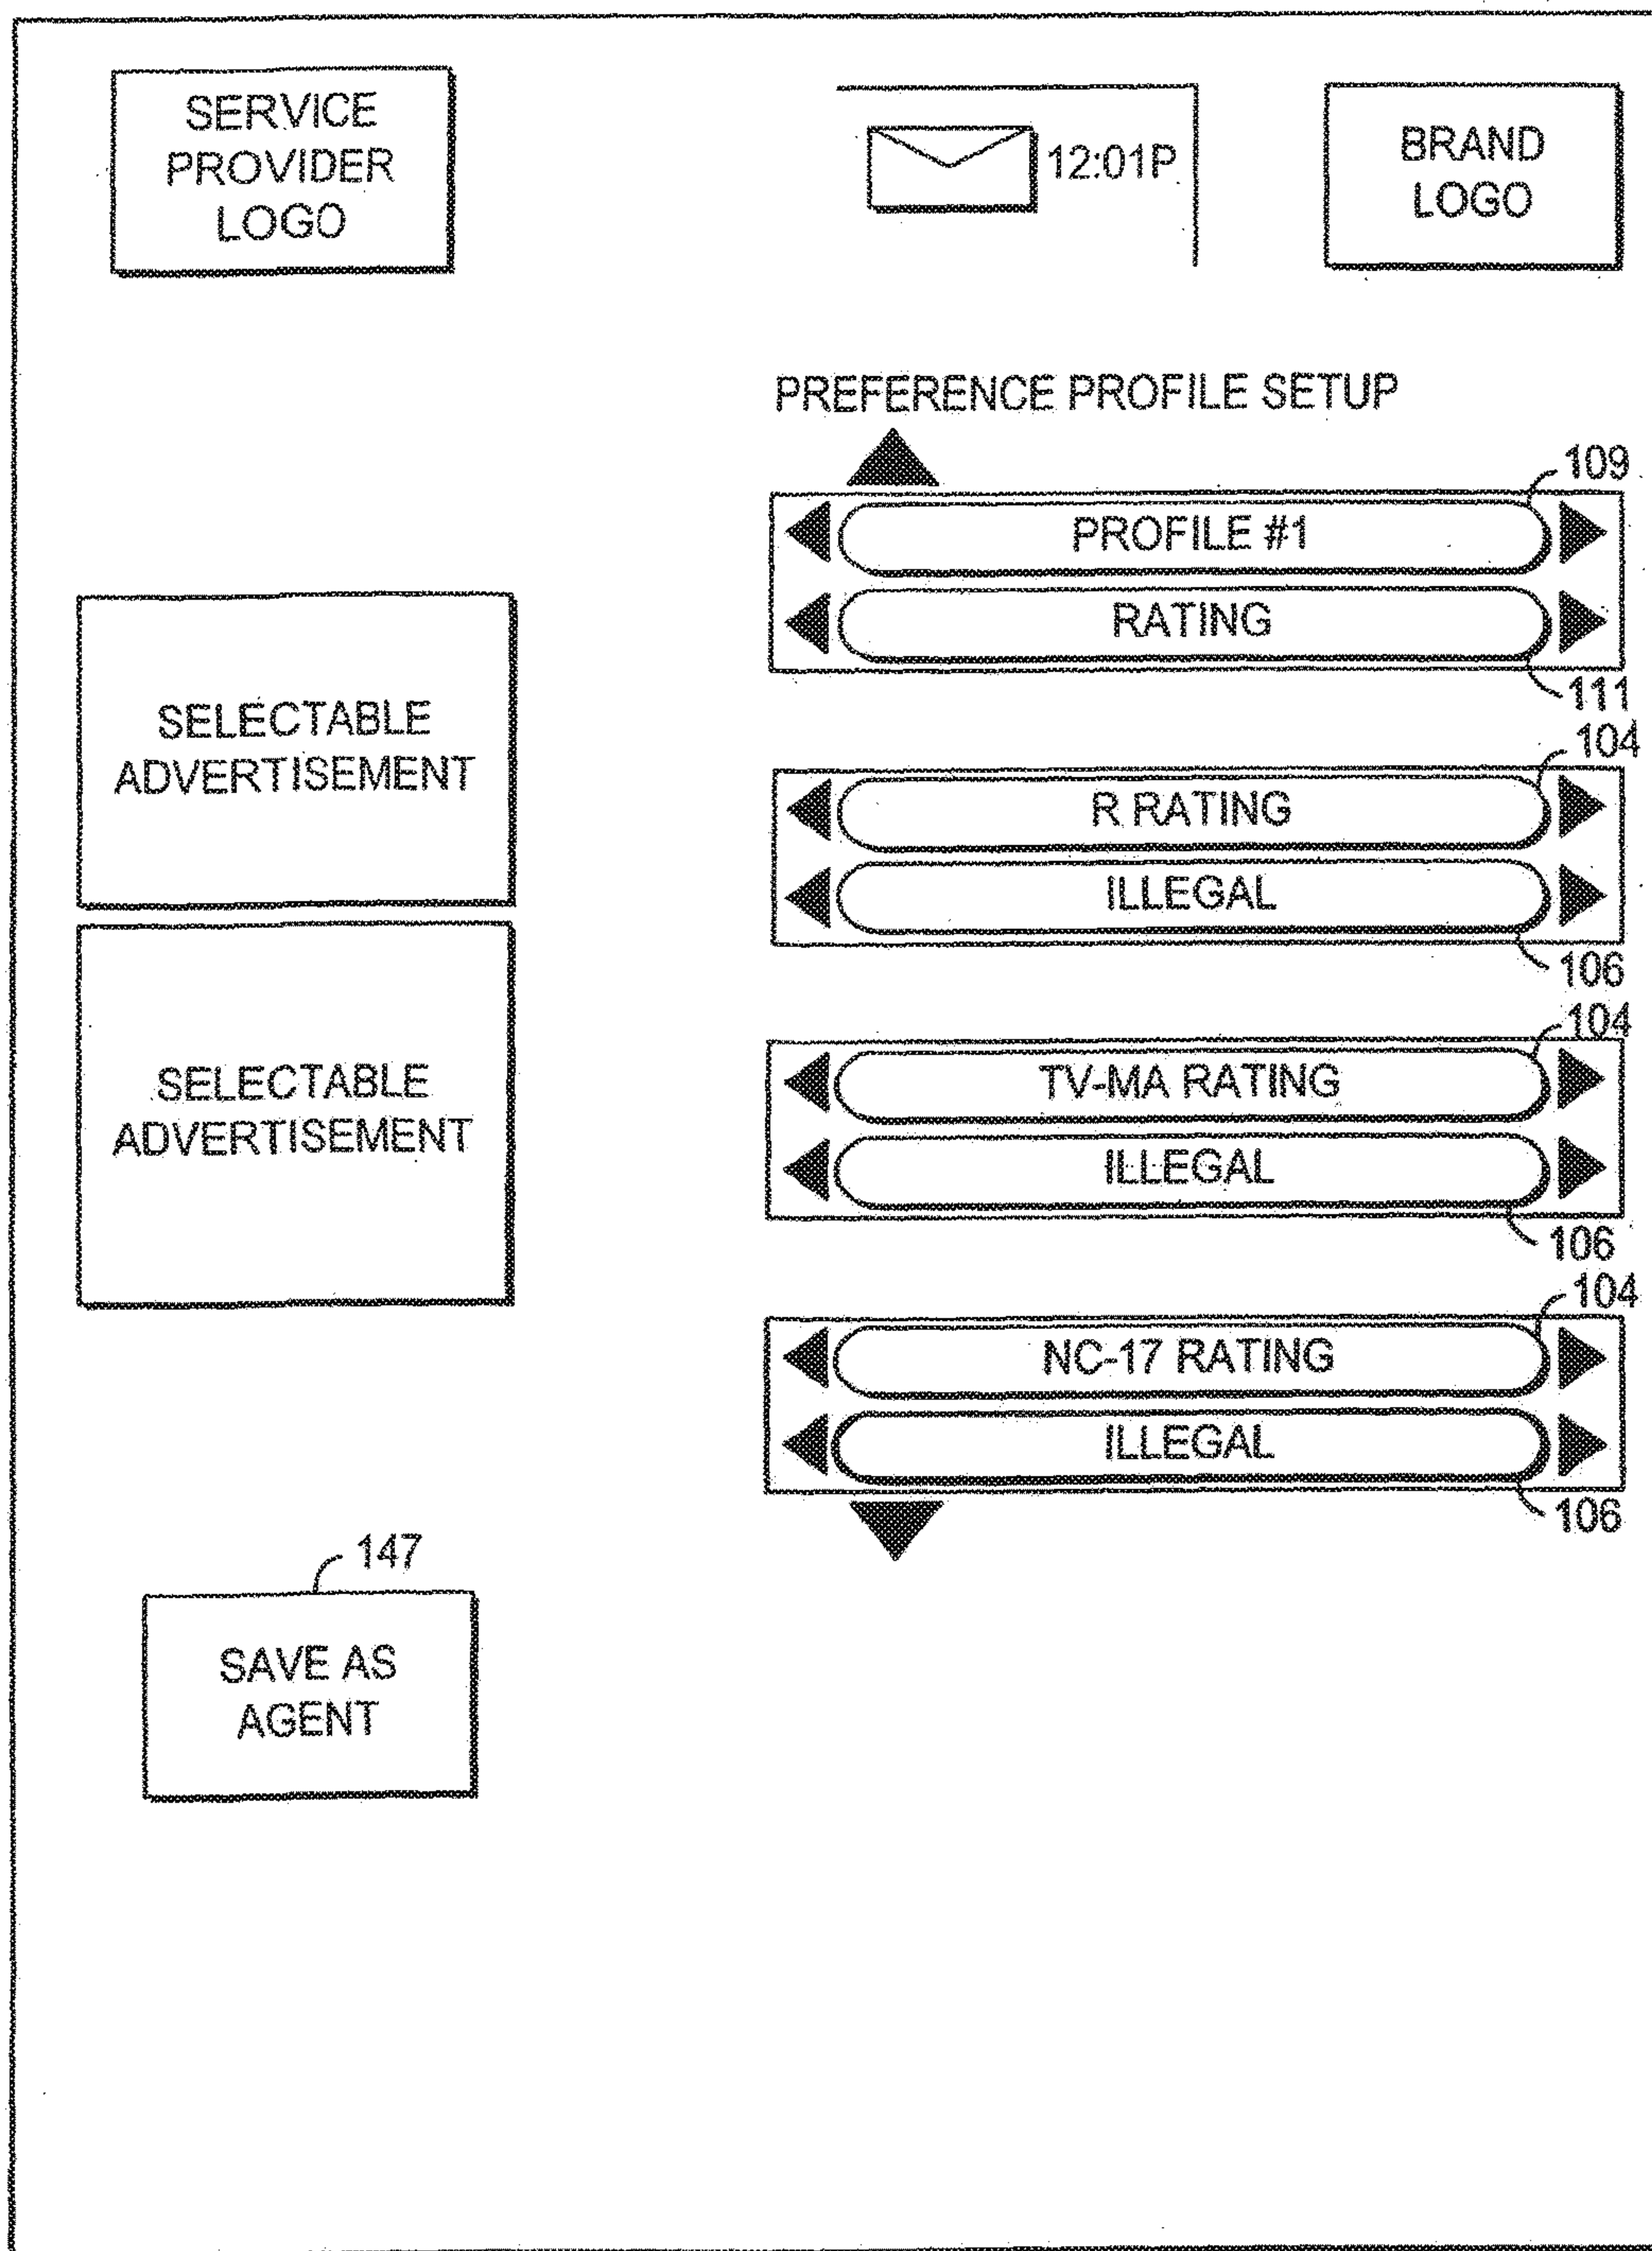 SERVICE
PROVIDER
LOGO
12:01P
BRAND
LOGO
PREFERENCE PROFILE SETUP
109
PROFILE #1
RATING
111
SELECTABLE
ADVERTISEMENT
104
R RATING
ILLEGAL
106
SELECTABLE
ADVERTISEMENT
104
TV-MA RATING
ILLEGAL
106
104
NC-17 RATING
ILLEGAL
106
147
SAVE AS
AGENT